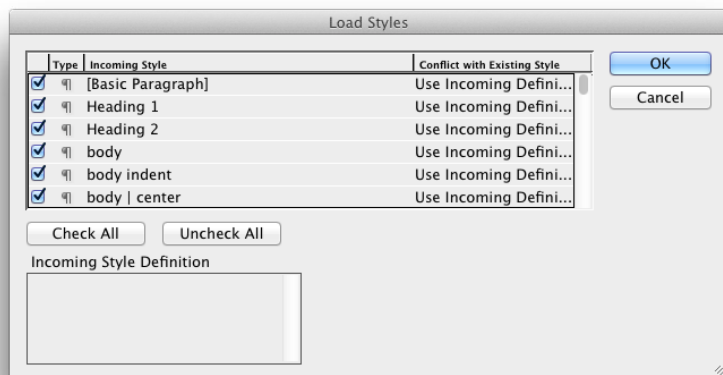 Load Styles
Type Incoming Style Conflict with Existing Style
¶ [Basic Paragraph] Use Incoming Defini...
¶ Heading 1 Use Incoming Defini...
¶ Heading 2 Use Incoming Defini...
¶ body Use Incoming Defini...
¶ body indent Use Incoming Defini...
¶ body | center Use Incoming Defini...
OK
Cancel
Check All Uncheck All
Incoming Style Definition